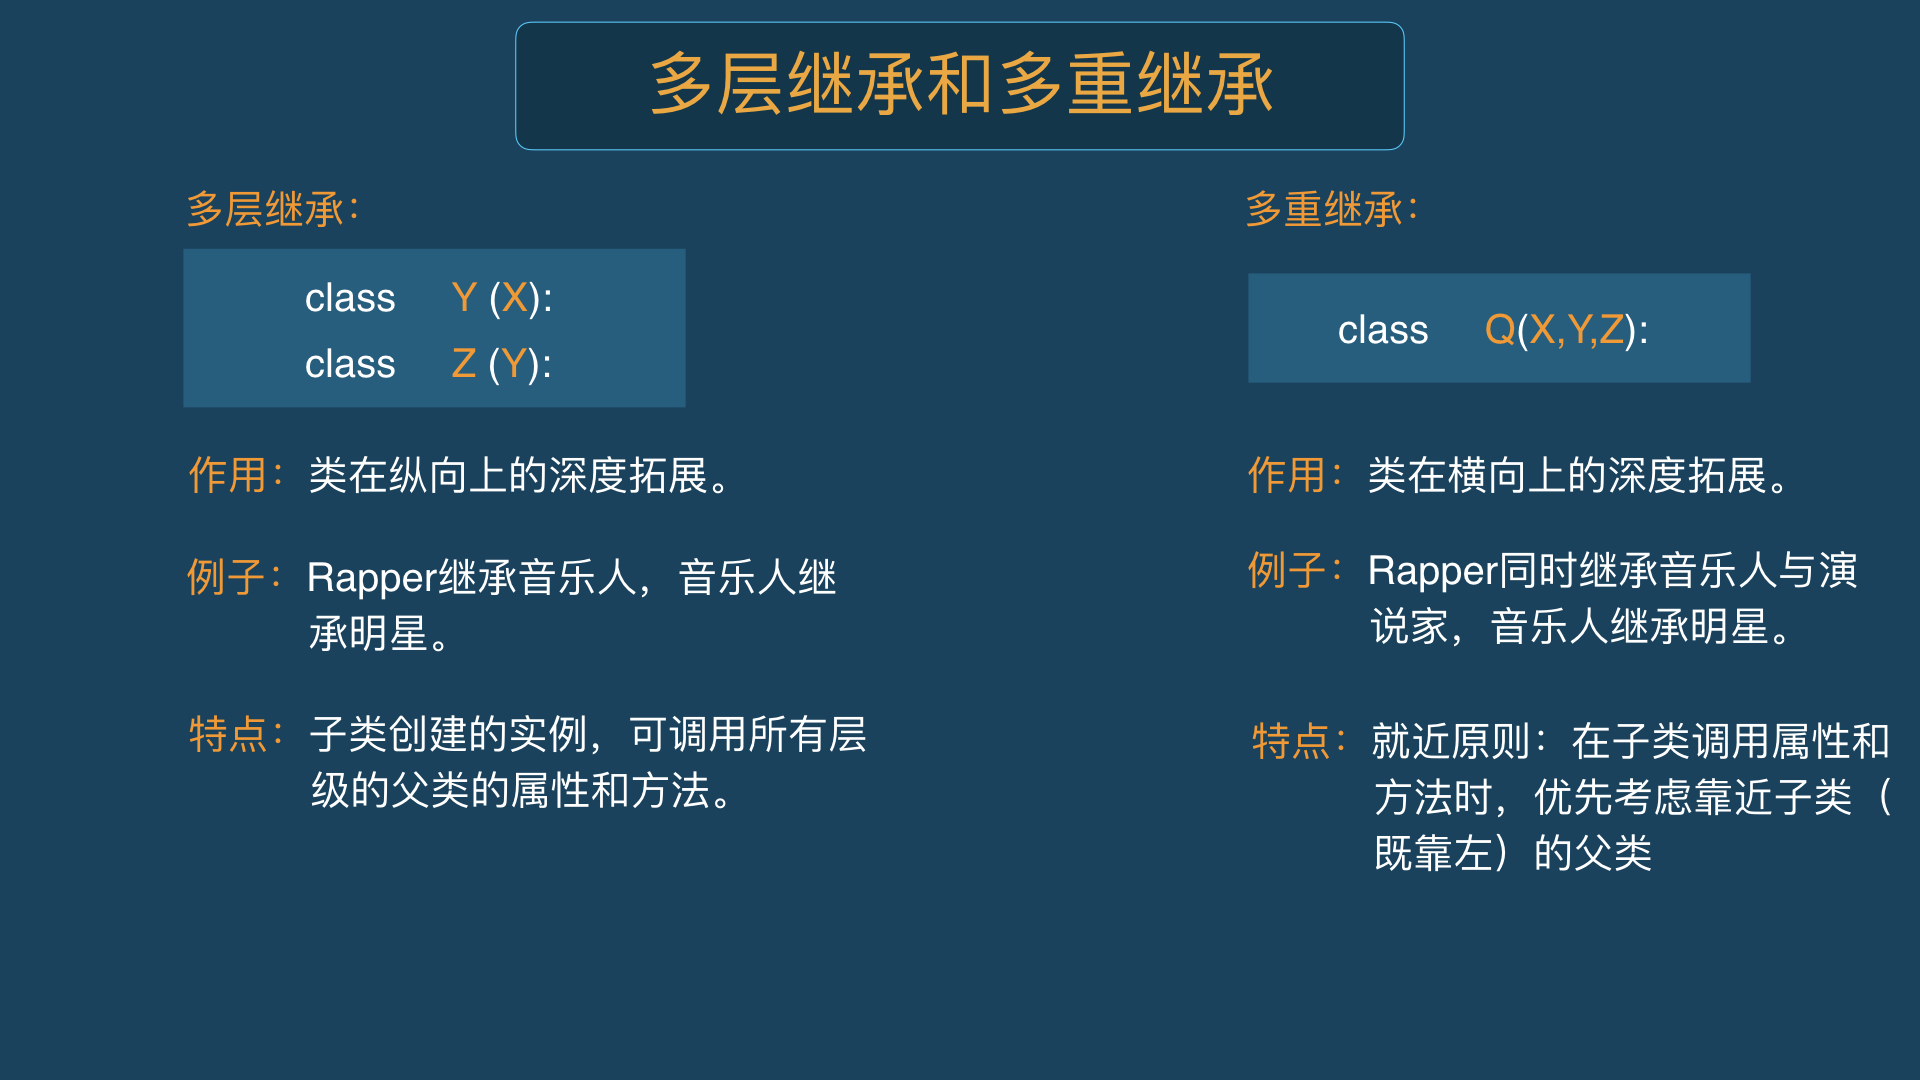 多层继承和多重继承
多层继承：
class Y (X):
class Z (Y):
作用：类在纵向上的深度拓展。
例子：Rapper继承音乐人，音乐人继
承明星。
特点：子类创建的实例，可调用所有层
级的父类的属性和方法。
多重继承：
class Q(X,Y,Z):
作用：类在横向上的深度拓展。
例子：Rapper同时继承音乐人与演
说家，音乐人继承明星。
特点：就近原则：在子类调用属性和
方法时，优先考虑靠近子类（
既靠左）的父类